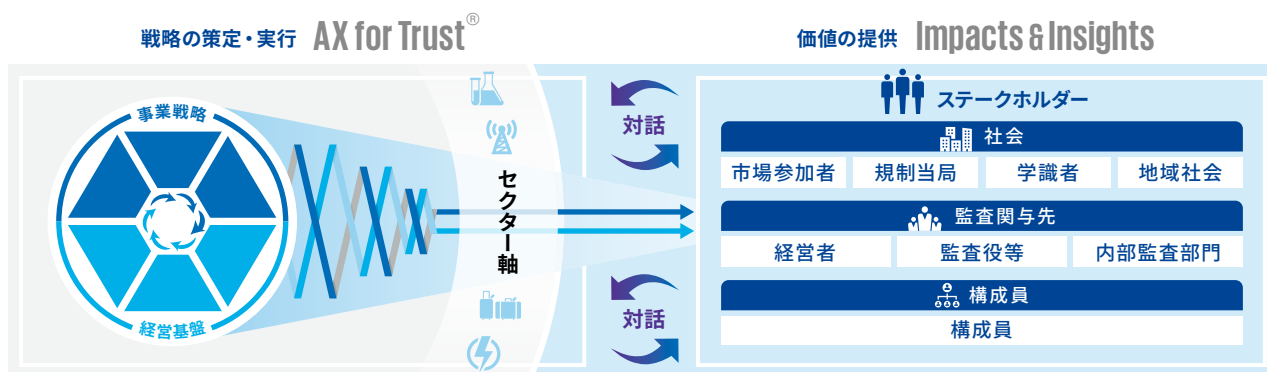 戦略の策定・実行 AX for Trust®
価値の提供 Impacts & Insights
事業戦略
経営基盤
セクター軸
対話
対話
ステークホルダー
社会
市場参加者 規制当局 学識者 地域社会
監査関与先
経営者 監査役等 内部監査部門
構成員
構成員